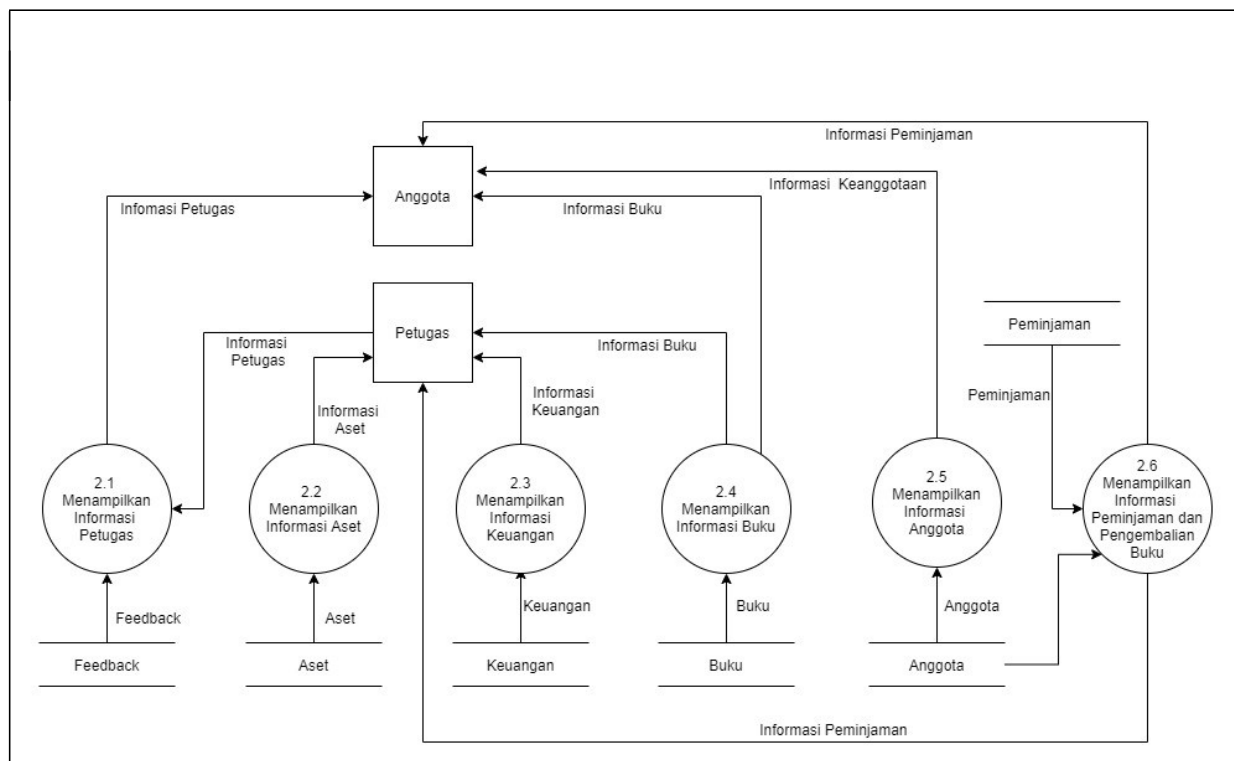 Informasi Peminjaman
Informasi  Keanggotaan
Anggota
Infomasi Petugas
Informasi Buku
Petugas
Peminjaman
Informasi
Petugas
Informasi Buku
Informasi
Keuangan
Peminjaman
Informasi
Aset
2.1
Menampilkan
Informasi
Petugas
2.2
Menampilkan
Informasi Aset
2.3
Menampilkan
Informasi
Keuangan
2.4
Menampilkan
Informasi Buku
2.5
Menampilkan
Informasi
Anggota
2.6
Menampilkan
Informasi
Peminjaman dan
Pengembalian
Buku
Feedback
Aset
Keuangan
Buku
Anggota
Feedback
Aset
Keuangan
Buku
Anggota
Informasi Peminjaman